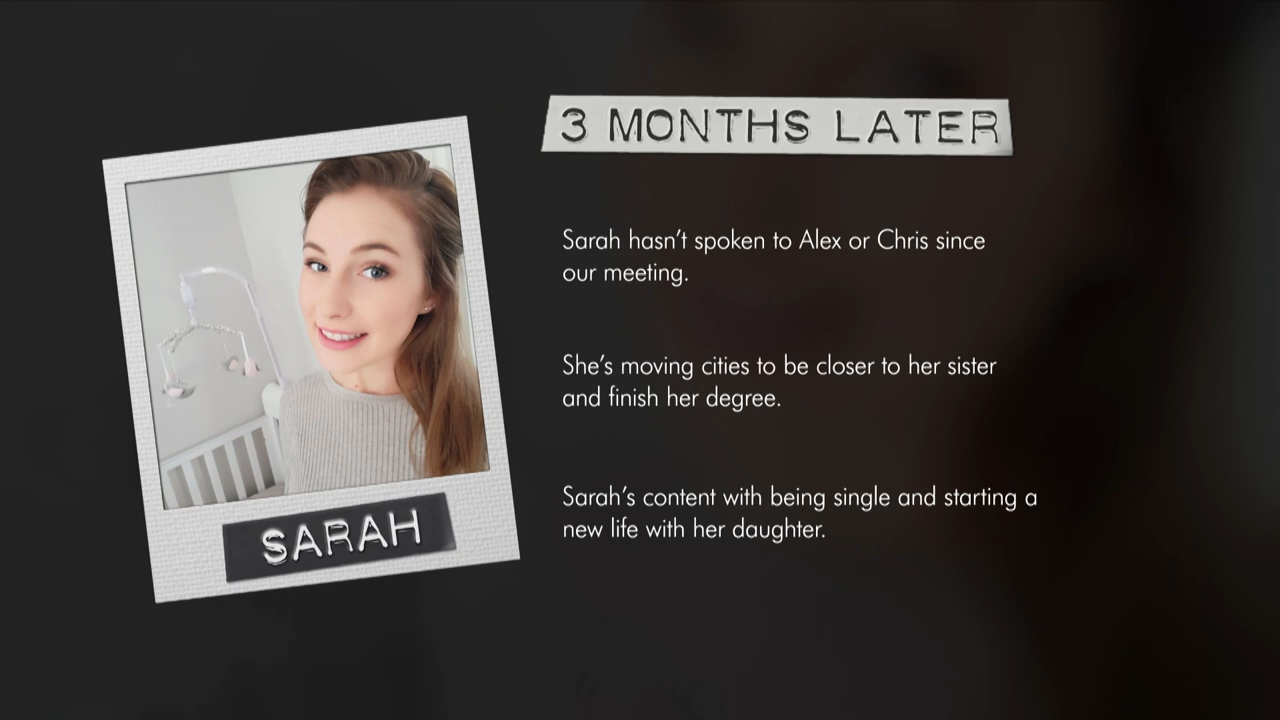 3 MONTHS LATER
Sarah hasn't spoken to Alex or Chris since
our meeting.
She's moving cities to be closer to her sister
and finish her degree.
Sarah's content with being single and starting a
new life with her daughter.
SARAH